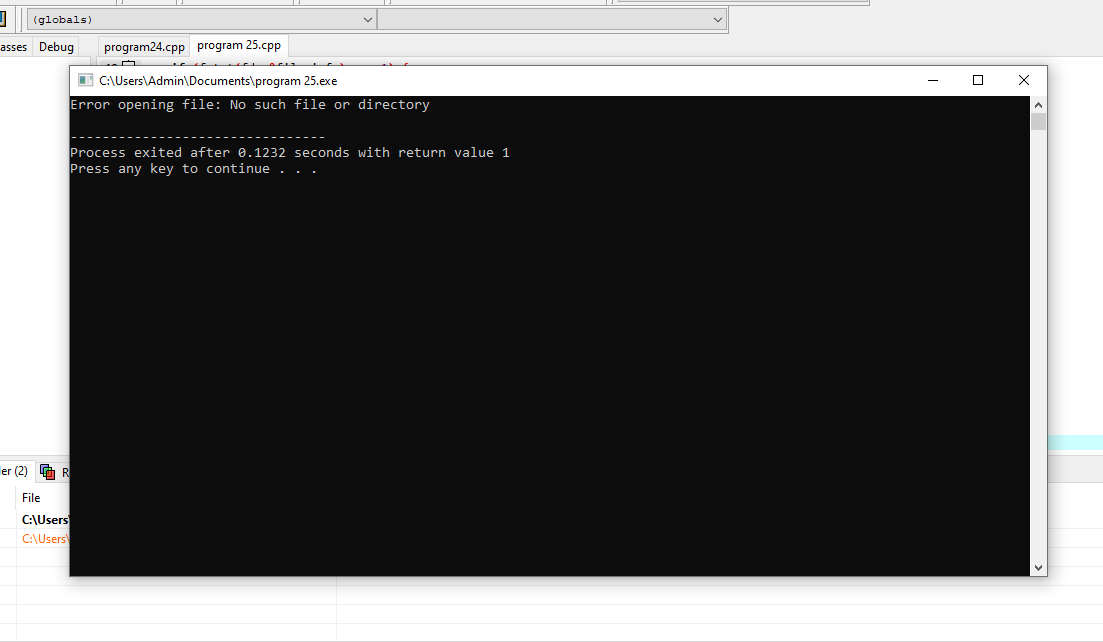 (globals)
asses Debug program24.cpp program 25.cpp
C:\Users\Admin\Documents\program 25.exe
Error opening file: No such file or directory
--------------------------------
Process exited after 0.1232 seconds with return value 1
Press any key to continue . . .
ler (2) R
File
C:\Users\
C:\Users\